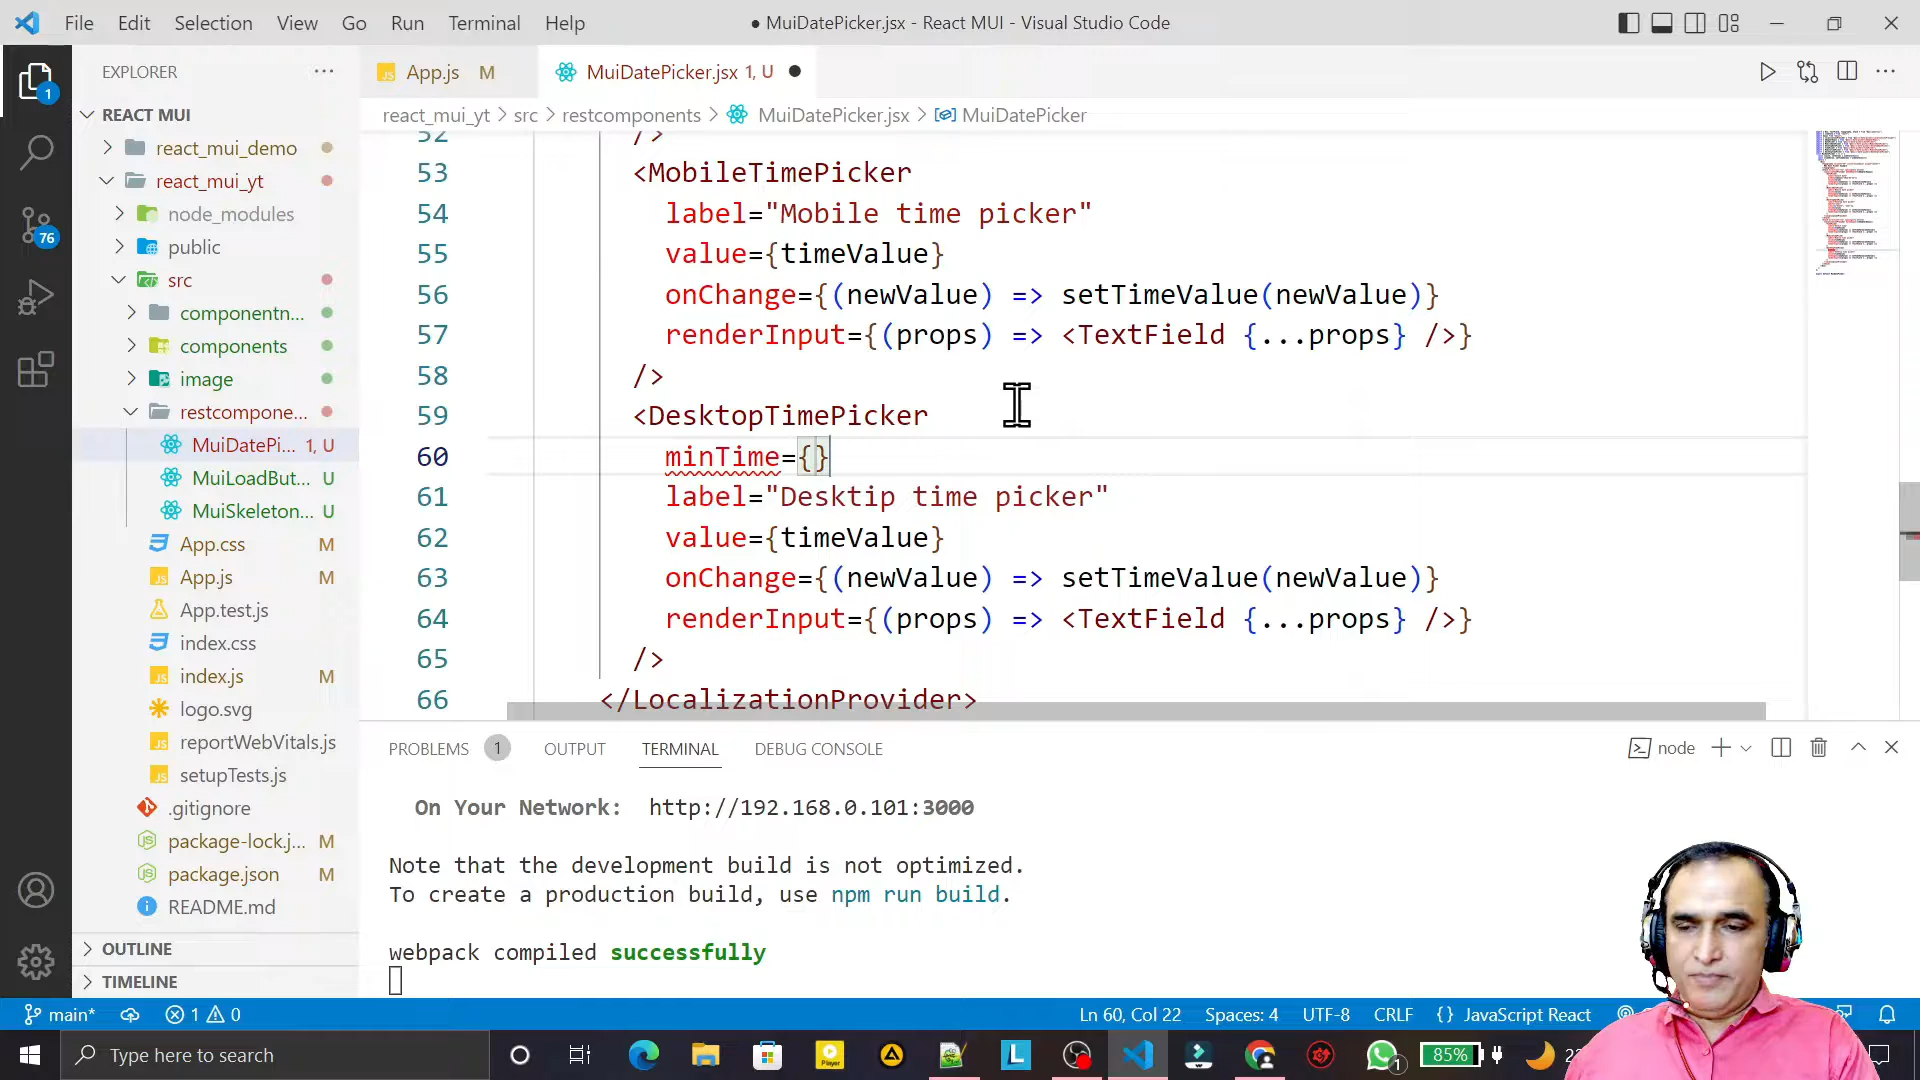 File Edit Selection View Go Run Terminal Help
● MuiDatePicker.jsx - React MUI - Visual Studio Code
EXPLORER ···
App.js M
MuiDatePicker.jsx 1, U
react_mui_yt > src > restcomponents > MuiDatePicker.jsx > MuiDatePicker
REACT MUI
react_mui_demo
react_mui_yt
node_modules
public
src
componentn...
components
image
restcompone...
MuiDatePi... 1, U
MuiLoadBut... U
MuiSkeleton... U
App.css M
App.js M
App.test.js
index.css
index.js M
logo.svg
reportWebVitals.js
setupTests.js
.gitignore
package-lock.j... M
package.json M
README.md
OUTLINE
TIMELINE
1
76
52 />
53 <MobileTimePicker
54 label="Mobile time picker"
55 value={timeValue}
56 onChange={(newValue) => setTimeValue(newValue)}
57 renderInput={(props) => <TextField {...props} />}
58 />
59 <DesktopTimePicker
60 minTime={}
61 label="Desktip time picker"
62 value={timeValue}
63 onChange={(newValue) => setTimeValue(newValue)}
64 renderInput={(props) => <TextField {...props} />}
65 />
66 </LocalizationProvider>
PROBLEMS 1 OUTPUT TERMINAL DEBUG CONSOLE
node
On Your Network: http://192.168.0.101:3000
Note that the development build is not optimized.
To create a production build, use npm run build.
webpack compiled successfully
main* 1 0
Ln 60, Col 22 Spaces: 4 UTF-8 CRLF {} JavaScript React
Type here to search
Player
L
1
85%